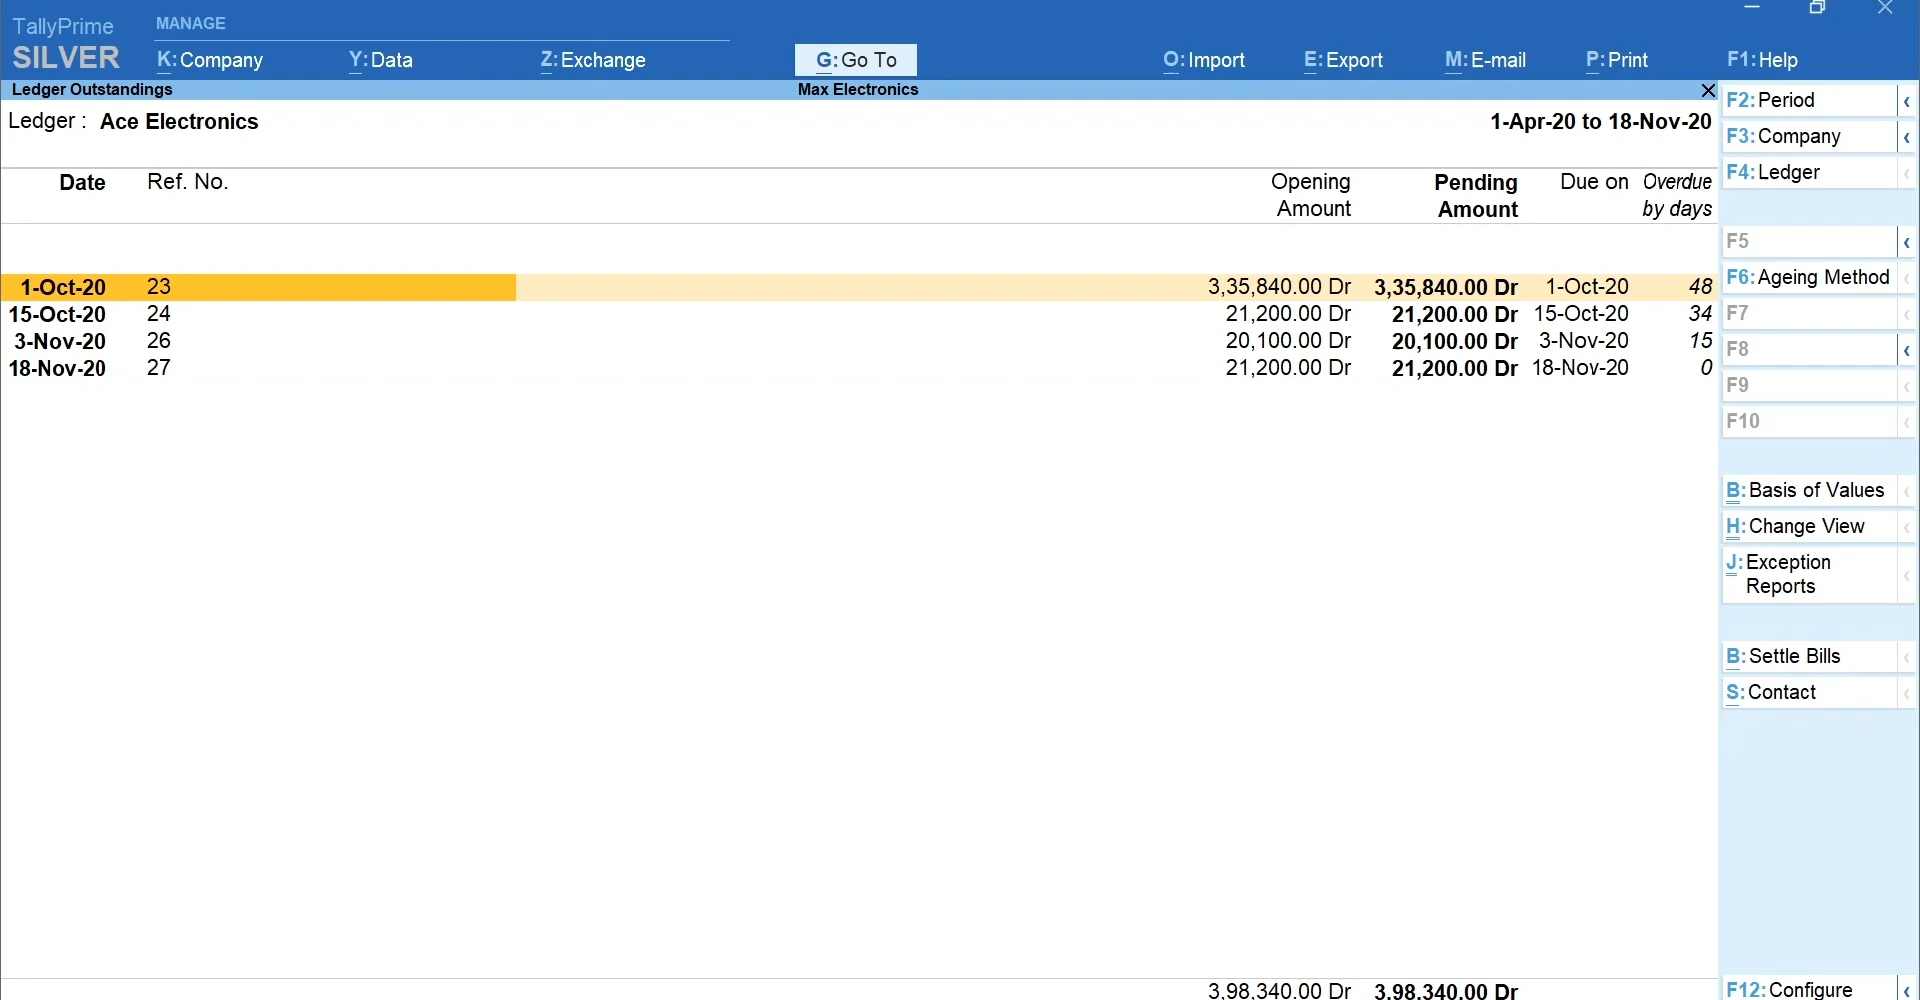 TallyPrime
SILVER
MANAGE
K: Company
Y: Data
Z: Exchange
G: Go To
O: Import
E: Export
M: E-mail
P: Print
F1: Help
Ledger Outstandings
Max Electronics
Ledger : Ace Electronics
1-Apr-20 to 18-Nov-20
Date Ref. No. Opening Amount Pending Amount Due on Overdue by days
1-Oct-20 23 3,35,840.00 Dr 3,35,840.00 Dr 1-Oct-20 48
15-Oct-20 24 21,200.00 Dr 21,200.00 Dr 15-Oct-20 34
3-Nov-20 26 20,100.00 Dr 20,100.00 Dr 3-Nov-20 15
18-Nov-20 27 21,200.00 Dr 21,200.00 Dr 18-Nov-20 0
3,98,340.00 Dr 3,98,340.00 Dr
F2: Period
F3: Company
F4: Ledger
F5
F6: Ageing Method
F7
F8
F9
F10
B: Basis of Values
H: Change View
J: Exception
Reports
B: Settle Bills
S: Contact
F12: Configure